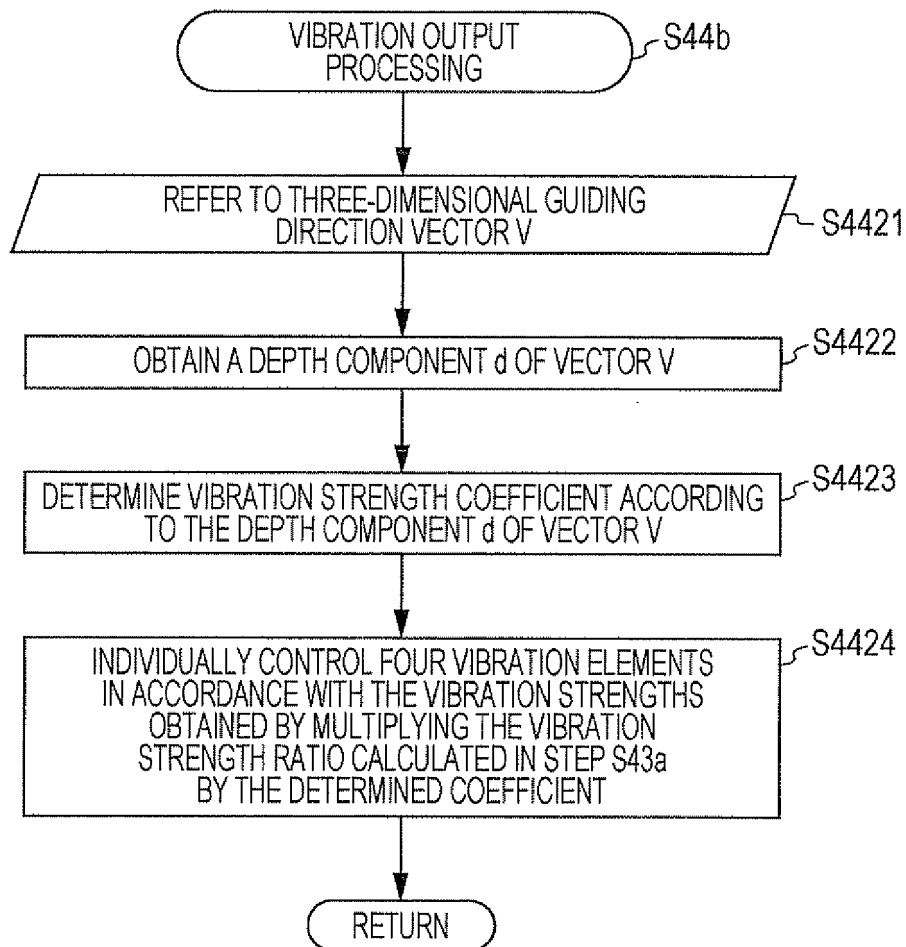 VIBRATION OUTPUT
PROCESSING
S44b
REFER TO THREE-DIMENSIONAL GUIDING
DIRECTION VECTOR V
S4421
S4422
OBTAIN A DEPTH COMPONENT d OF VECTOR V
S4423
DETERMINE VIBRATION STRENGTH COEFFICIENT ACCORDING
TO THE DEPTH COMPONENT d OF VECTOR V
S4424
INDIVIDUALLY CONTROL FOUR VIBRATION ELEMENTS
IN ACCORDANCE WITH THE VIBRATION STRENGTHS
OBTAINED BY MULTIPLYING THE VIBRATION
STRENGTH RATIO CALCULATED IN STEP S43a
BY THE DETERMINED COEFFICIENT
RETURN